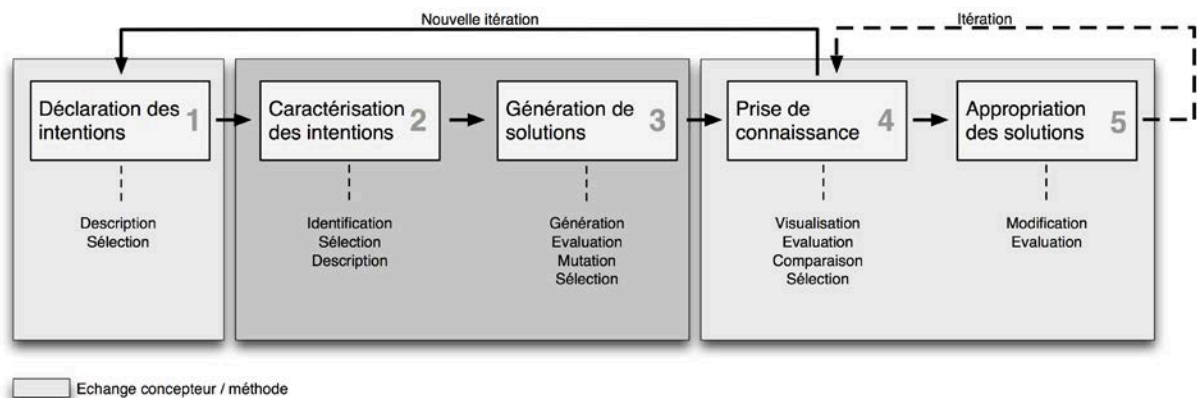 Nouvelle itération
Itération
Déclaration des
intentions
1
Caractérisation
des intentions
2
Génération de
solutions
3
Prise de
connaissance
4
Appropriation
des solutions
5
Description
Sélection
Identification
Sélection
Description
Génération
Evaluation
Mutation
Sélection
Visualisation
Evaluation
Comparaison
Sélection
Modification
Evaluation
Echange concepteur / méthode